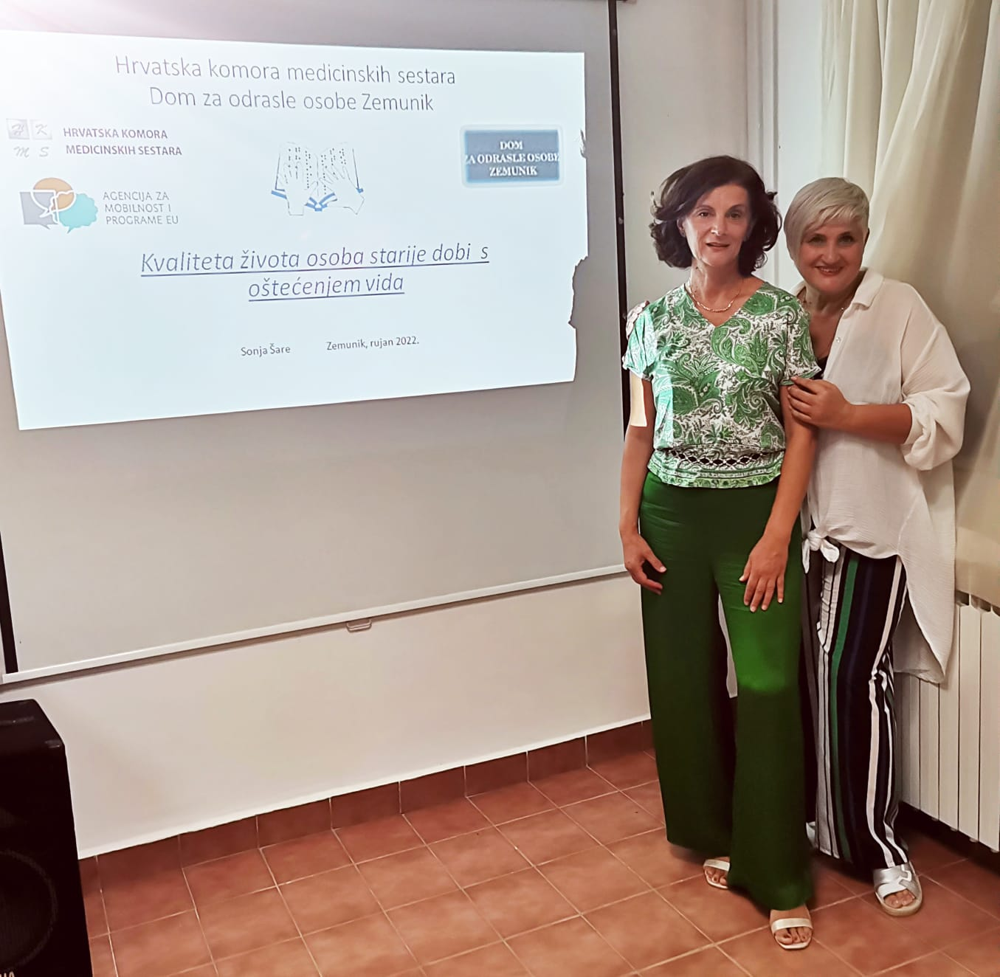 Hrvatska komora medicinskih sestara
Dom za odrasle osobe Zemunik
H K
M S
HRVATSKA KOMORA
MEDICINSKIH SESTARA
DOM
ZA ODRASLE OSOBE
ZEMUNIK
AGENCIJA ZA
MOBILNOST I
PROGRAME EU
Kvaliteta života osoba starije dobi s
oštećenjem vida
Sonja Šare
Zemunik, rujan 2022.